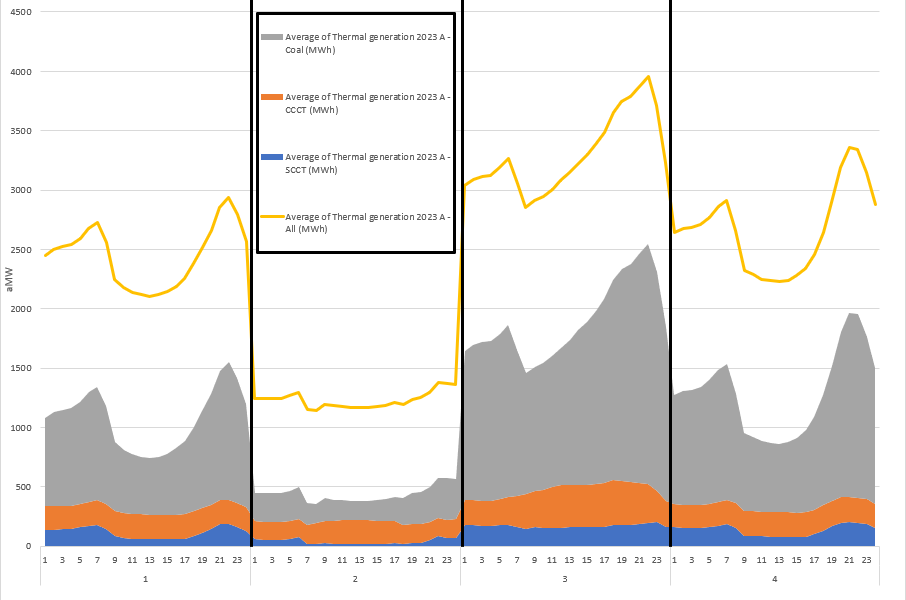 4500
4000
3500
3000
2500
2000
1500
1000
500
0
aMW
Average of Thermal generation 2023 A -
Coal (MWh)
Average of Thermal generation 2023 A -
CCCT (MWh)
Average of Thermal generation 2023 A -
SCCT (MWh)
Average of Thermal generation 2023 A -
All (MWh)
1 3 5 7 9 11 13 15 17 19 21 23 1 3 5 7 9 11 13 15 17 19 21 23 1 3 5 7 9 11 13 15 17 19 21 23 1 3 5 7 9 11 13 15 17 19 21 23
1 2 3 4